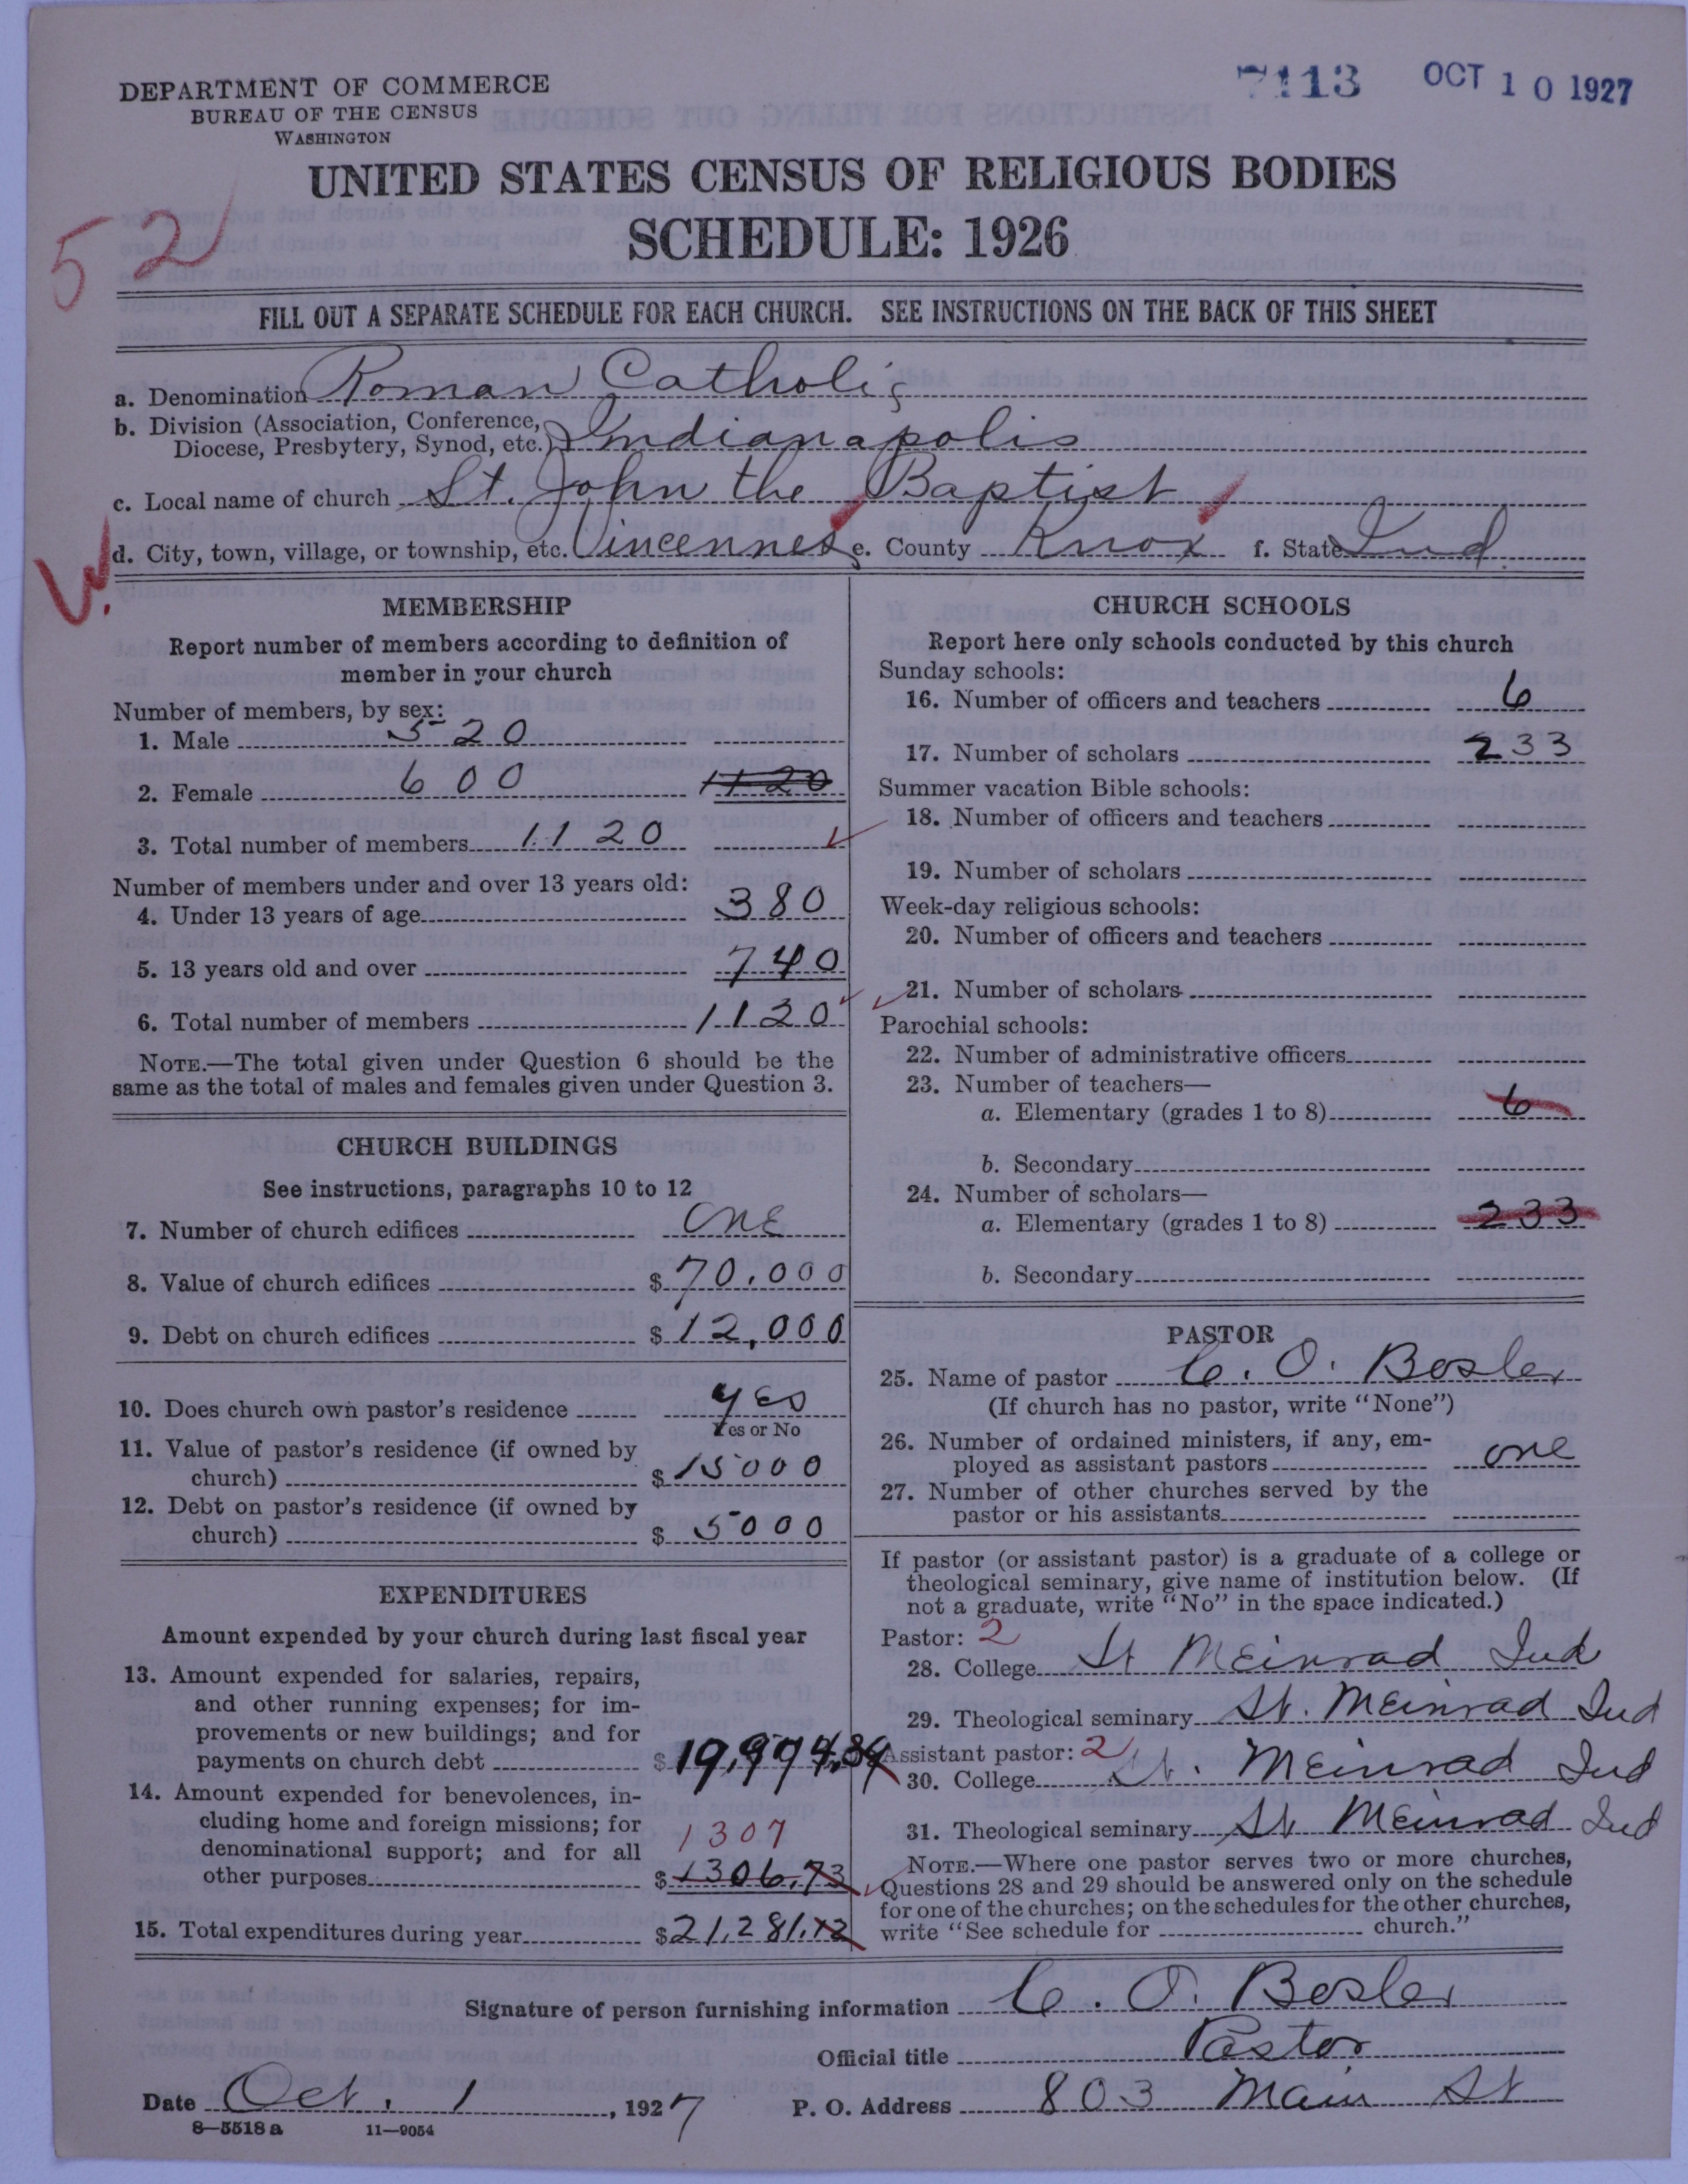 DEPARTMENT OF COMMERCE
BUREAU OF THE CENSUS
WASHINGTON
7113 OCT 10 1927
UNITED STATES CENSUS OF RELIGIOUS BODIES
SCHEDULE: 1926
52
FILL OUT A SEPARATE SCHEDULE FOR EACH CHURCH. SEE INSTRUCTIONS ON THE BACK OF THIS SHEET
a. Denomination Roman Catholic
b. Division (Association, Conference, Diocese, Presbytery, Synod, etc.) Indianapolis
c. Local name of church St. John the Baptist
d. City, town, village, or township, etc. Vincennes e. County Knox f. State Ind.
MEMBERSHIP
Report number of members according to definition of
member in your church
Number of members, by sex:
1. Male 520
2. Female 600 1120
3. Total number of members 1120
Number of members under and over 13 years old:
4. Under 13 years of age 380
5. 13 years old and over 740
6. Total number of members 1120
NOTE.—The total given under Question 6 should be the
same as the total of males and females given under Question 3.
CHURCH BUILDINGS
See instructions, paragraphs 10 to 12
7. Number of church edifices one
8. Value of church edifices $70,000
9. Debt on church edifices $12,000
10. Does church own pastor's residence yes
Yes or No
11. Value of pastor's residence (if owned by
church) $15000
12. Debt on pastor's residence (if owned by
church) $5000
EXPENDITURES
Amount expended by your church during last fiscal year
13. Amount expended for salaries, repairs,
and other running expenses; for im-
provements or new buildings; and for
payments on church debt $19,974.39
14. Amount expended for benevolences, in-
cluding home and foreign missions; for
denominational support; and for all 1307
other purposes $1306.73
15. Total expenditures during year $21,281.12
CHURCH SCHOOLS
Report here only schools conducted by this church
Sunday schools:
16. Number of officers and teachers 6
17. Number of scholars 233
Summer vacation Bible schools:
18. Number of officers and teachers
19. Number of scholars
Week-day religious schools:
20. Number of officers and teachers
21. Number of scholars
Parochial schools:
22. Number of administrative officers
23. Number of teachers—
a. Elementary (grades 1 to 8) 6
b. Secondary
24. Number of scholars—
a. Elementary (grades 1 to 8) 233
b. Secondary
PASTOR
25. Name of pastor C. O. Bosler
(If church has no pastor, write "None")
26. Number of ordained ministers, if any, em-
ployed as assistant pastors one
27. Number of other churches served by the
pastor or his assistants
If pastor (or assistant pastor) is a graduate of a college or
theological seminary, give name of institution below. (If
not a graduate, write "No" in the space indicated.)
Pastor: 2
28. College St Meinrad Ind
29. Theological seminary St. Meinrad Ind
Assistant pastor: 2
30. College St. Meinrad Ind
31. Theological seminary St Meinrad Ind
NOTE.—Where one pastor serves two or more churches,
Questions 28 and 29 should be answered only on the schedule
for one of the churches; on the schedules for the other churches,
write "See schedule for church."
Signature of person furnishing information C. O. Bosler
Official title Pastor
Date Oct. 1, 1927 P. O. Address 803 Main St
8—5518a 11—9054